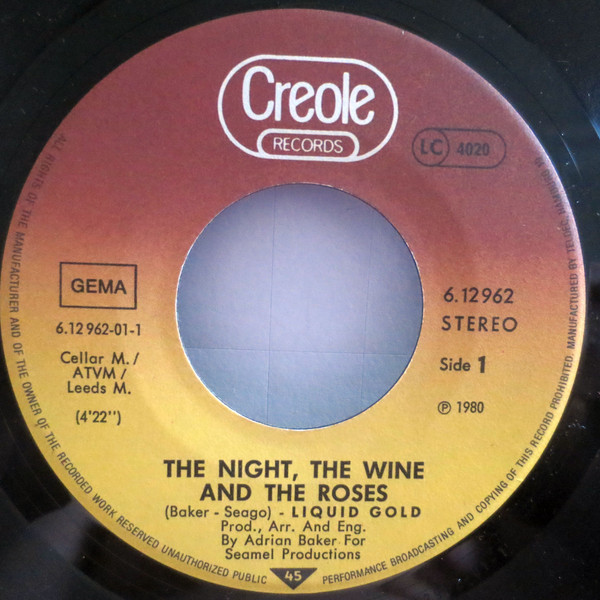 Creole
RECORDS
LC 4020
GEMA
6.12 962-01-1
Cellar M./
ATVM/
Leeds M.
(4'22")
6.12962
STEREO
Side 1
℗ 1980
THE NIGHT, THE WINE
AND THE ROSES
(Baker - Seago) - LIQUID GOLD
Prod., Arr. And Eng.
By Adrian Baker For
Seamel Productions
45
ALL RIGHTS OF THE MANUFACTURER AND OF THE OWNER OF THE RECORDED WORK RESERVED UNAUTHORIZED PUBLIC PERFORMANCE BROADCASTING AND COPYING OF THIS RECORD PROHIBITED. MANUFACTURED BY TELDEC HAMBURG 19